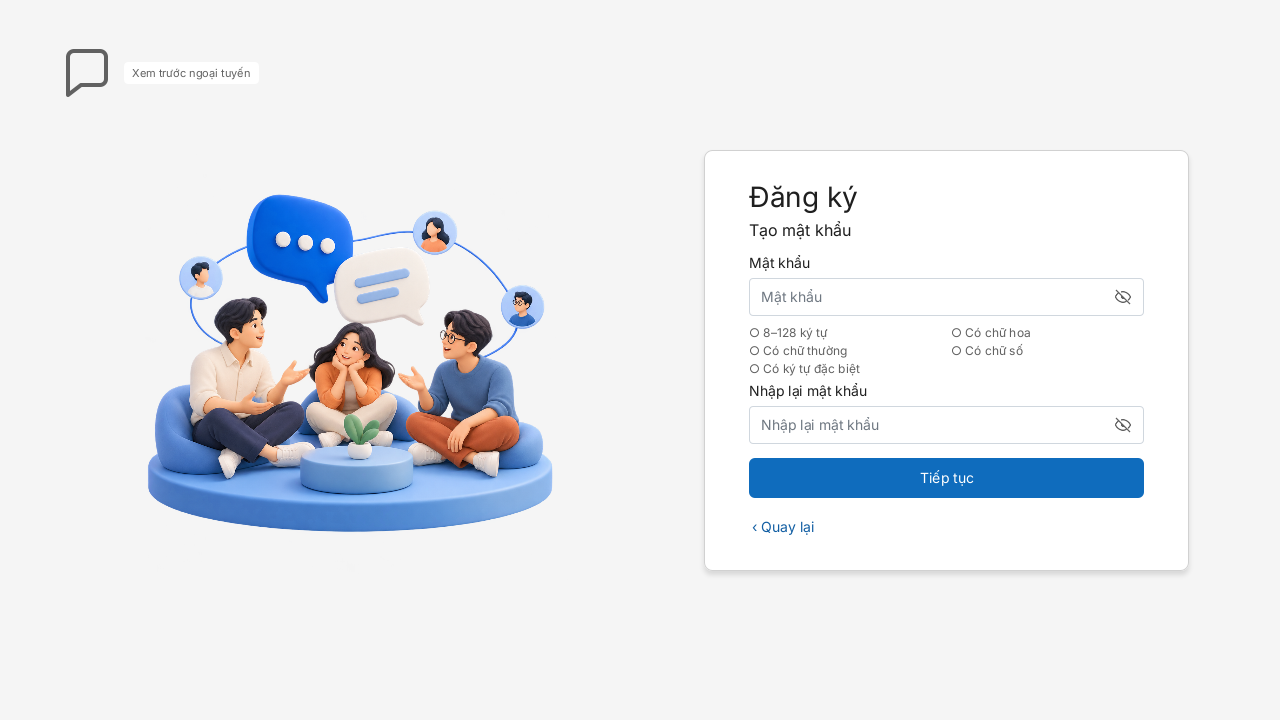 Xem trước ngoại tuyến
Đăng ký
Tạo mật khẩu
Mật khẩu
Mật khẩu
8–128 ký tự
Có chữ hoa
Có chữ thường
Có chữ số
Có ký tự đặc biệt
Nhập lại mật khẩu
Nhập lại mật khẩu
Tiếp tục
‹ Quay lại